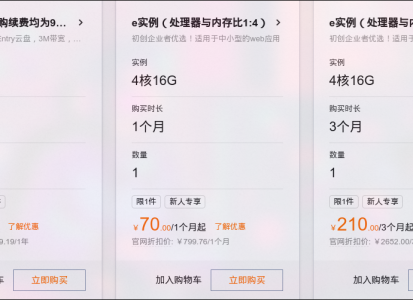 购续费均为9...
Entry云盘，3M带宽，
了解优惠
9.19/1年
购物车
立即购买
e实例（处理器与内存比1:4）
初创企业者优选！适用于中小型的web应用
实例
4核16G
购买时长
1个月
数量
1
限1件
新人专享
￥70.00/1个月起
了解优惠
官网折扣价: ￥799.76/1个月
加入购物车
立即购买
e实例（处理器与内存
初创企业者优选！适用于
实例
4核16G
购买时长
3个月
数量
1
限1件
新人专享
￥210.00/3个月起
官网折扣价: ￥2652.00/3
加入购物车